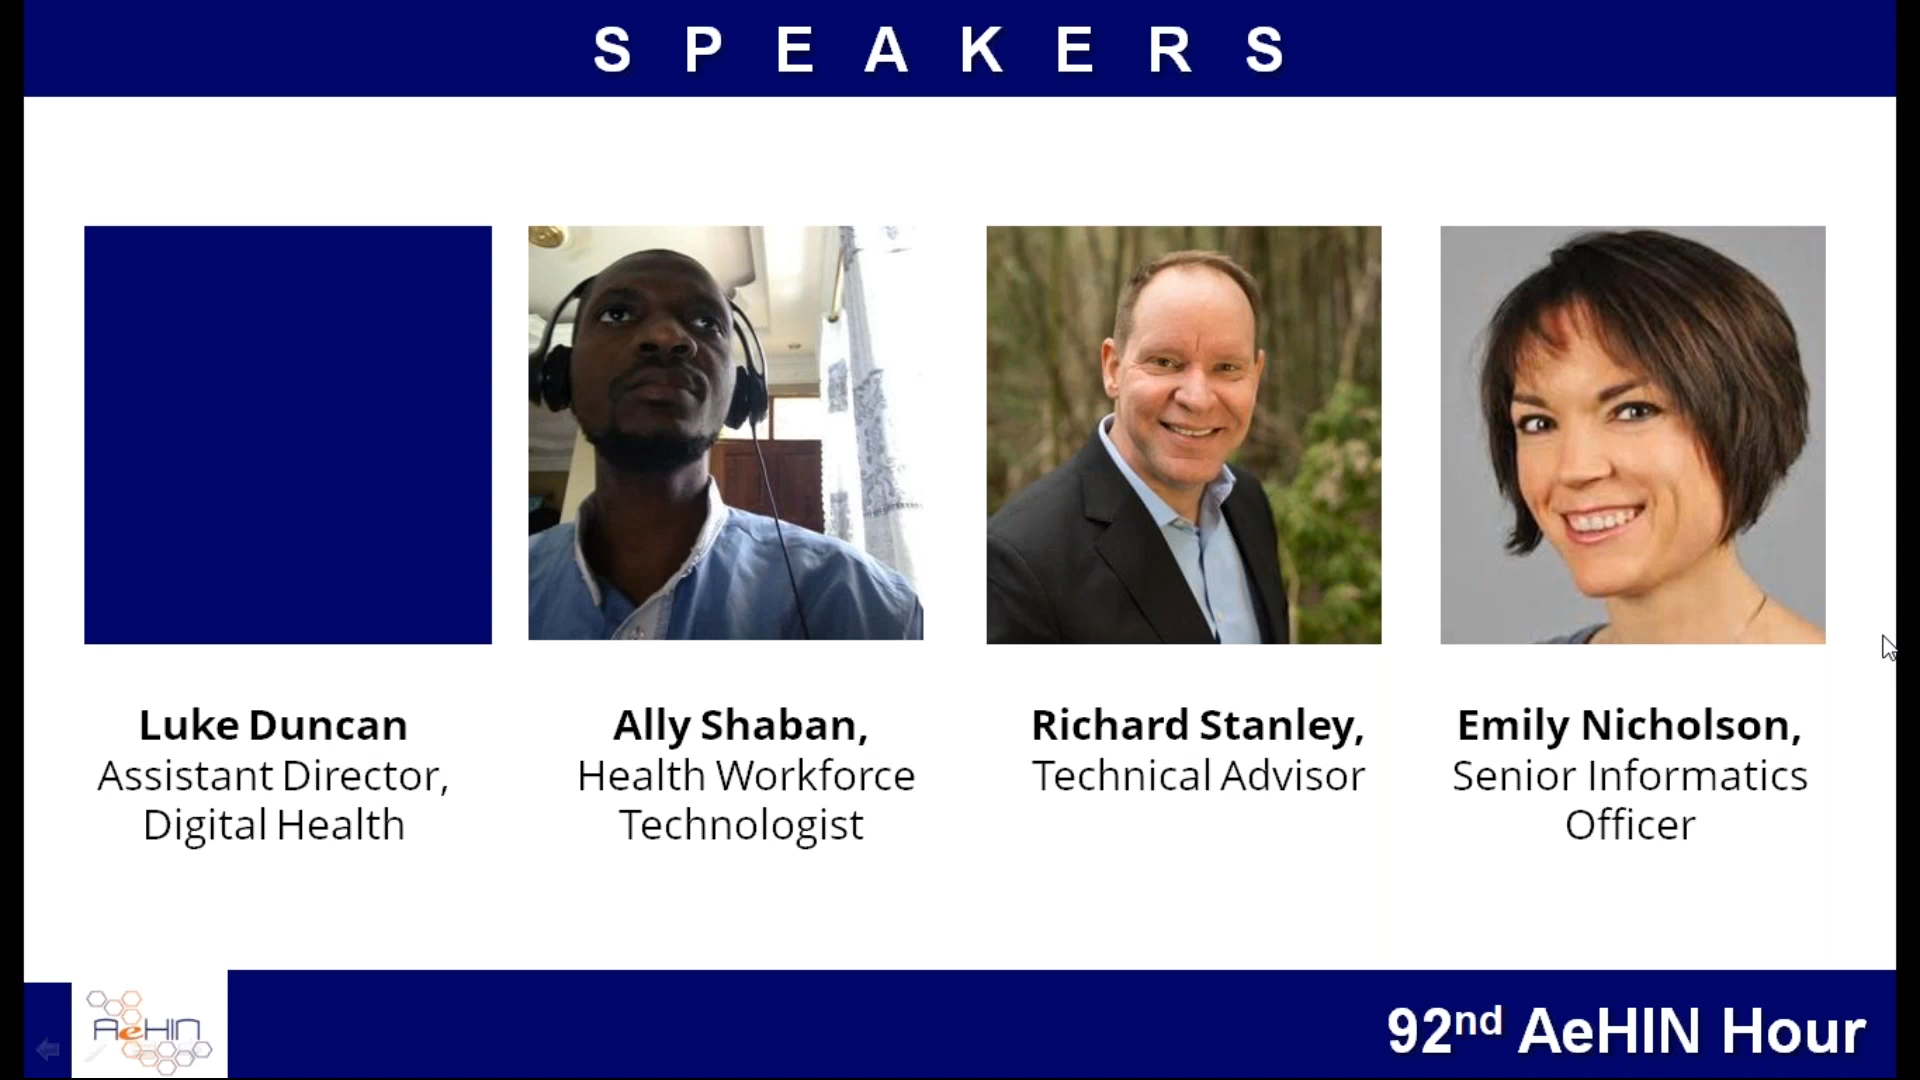 SPEAKERS
Luke Duncan
Assistant Director,
Digital Health
Ally Shaban,
Health Workforce
Technologist
Richard Stanley,
Technical Advisor
Emily Nicholson,
Senior Informatics
Officer
AeHIN
92nd AeHIN Hour